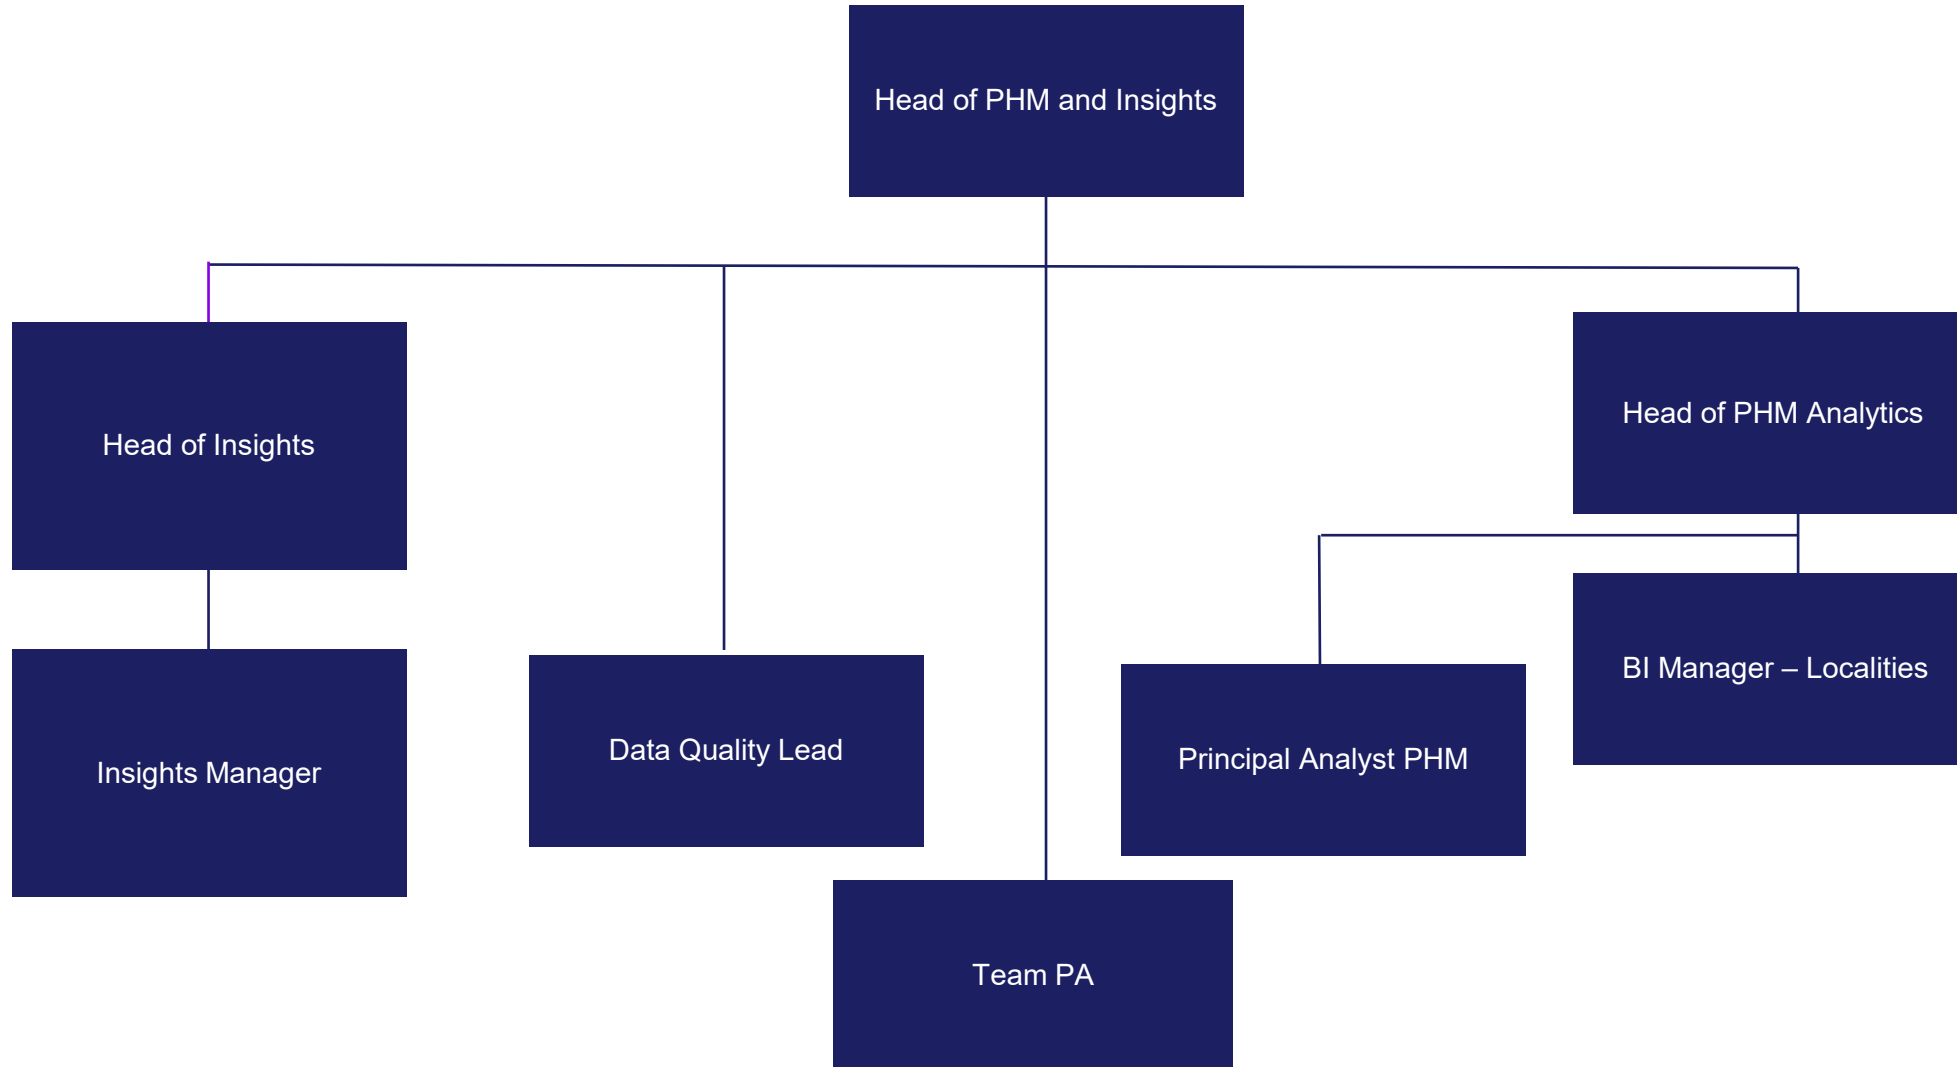 Head of PHM and Insights
Head of Insights
Head of PHM Analytics
Insights Manager
Data Quality Lead
Principal Analyst PHM
BI Manager – Localities
Team PA